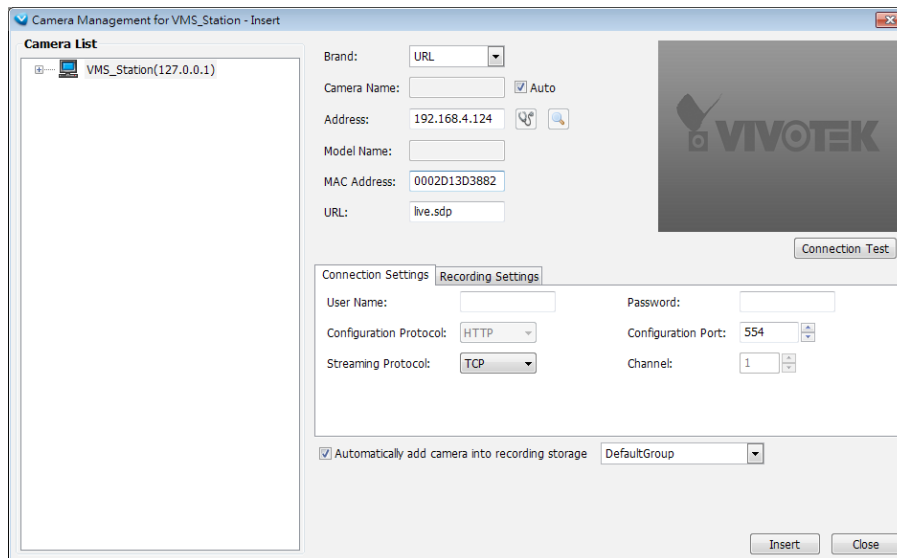 Camera Management for VMS_Station - Insert
Camera List
VMS_Station(127.0.0.1)
Brand: URL
Camera Name: Auto
Address: 192.168.4.124
Model Name:
MAC Address: 0002D13D3882
URL: live.sdp
VIVOTEK
Connection Test
Connection Settings Recording Settings
User Name: Password:
Configuration Protocol: HTTP Configuration Port: 554
Streaming Protocol: TCP Channel: 1
Automatically add camera into recording storage DefaultGroup
Insert Close